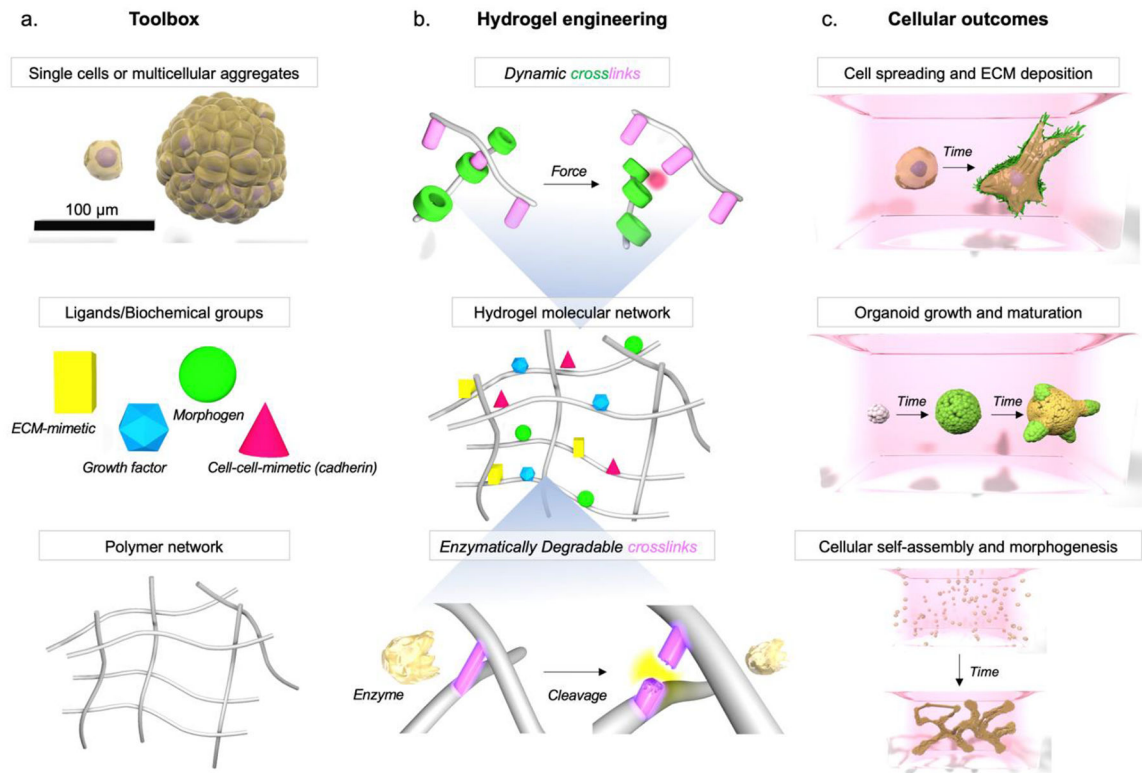 a.
Toolbox
Single cells or multicellular aggregates
100 µm
Ligands/Biochemical groups
ECM-mimetic
Morphogen
Growth factor
Cell-cell-mimetic (cadherin)
Polymer network
b.
Hydrogel engineering
Dynamic crosslinks
Force
Hydrogel molecular network
Enzymatically Degradable crosslinks
Enzyme
Cleavage
c.
Cellular outcomes
Cell spreading and ECM deposition
Time
Organoid growth and maturation
Time
Time
Cellular self-assembly and morphogenesis
Time